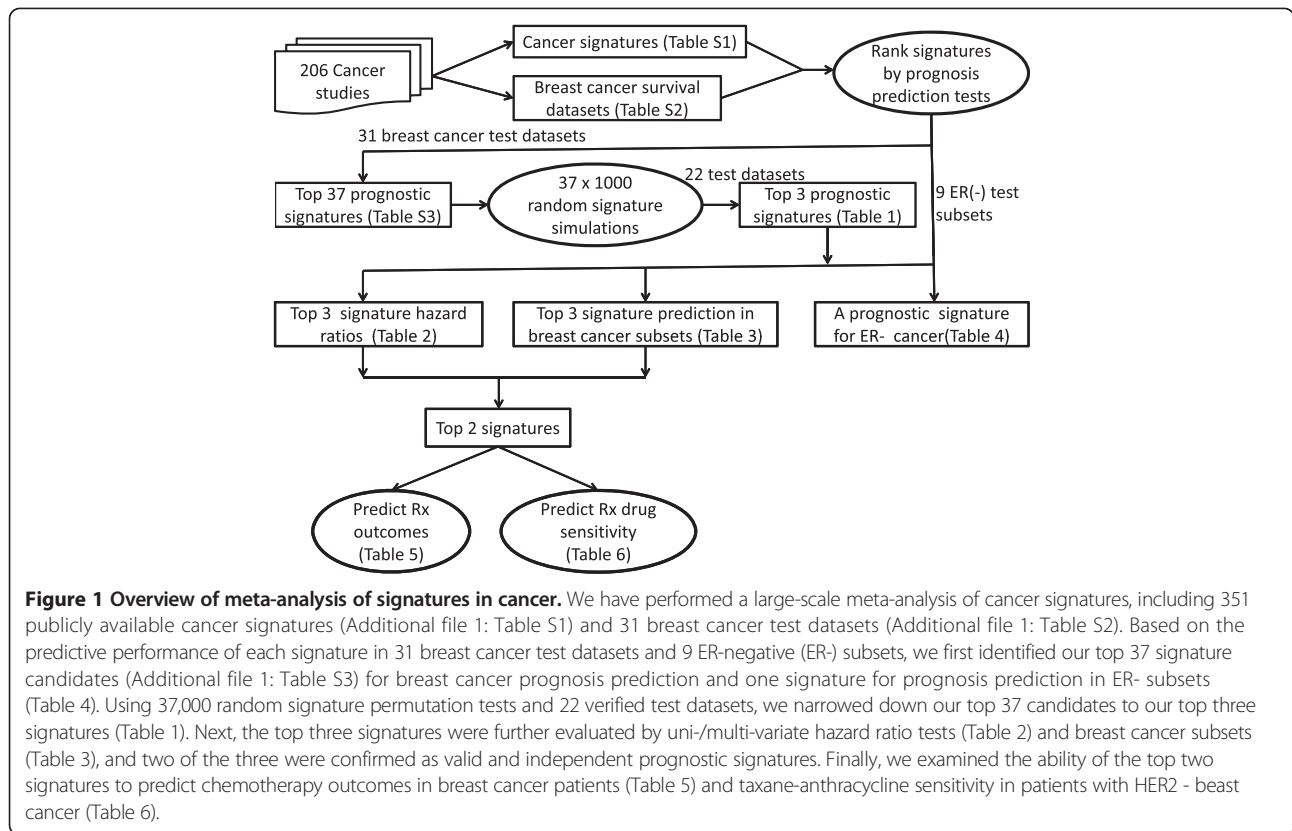 206 Cancer
studies
Cancer signatures (Table S1)
Breast cancer survival
datasets (Table S2)
Rank signatures
by prognosis
prediction tests
31 breast cancer test datasets
Top 37 prognostic
signatures (Table S3)
37 x 1000
random signature
simulations
22 test datasets
Top 3 prognostic
signatures (Table 1)
9 ER(-) test
subsets
Top 3 signature hazard
ratios (Table 2)
Top 3 signature prediction in
breast cancer subsets (Table 3)
A prognostic signature
for ER- cancer(Table 4)
Top 2 signatures
Predict Rx
outcomes
(Table 5)
Predict Rx drug
sensitivity
(Table 6)
Figure 1 Overview of meta-analysis of signatures in cancer. We have performed a large-scale meta-analysis of cancer signatures, including 351
publicly available cancer signatures (Additional file 1: Table S1) and 31 breast cancer test datasets (Additional file 1: Table S2). Based on the
predictive performance of each signature in 31 breast cancer test datasets and 9 ER-negative (ER-) subsets, we first identified our top 37 signature
candidates (Additional file 1: Table S3) for breast cancer prognosis prediction and one signature for prognosis prediction in ER- subsets
(Table 4). Using 37,000 random signature permutation tests and 22 verified test datasets, we narrowed down our top 37 candidates to our top three
signatures (Table 1). Next, the top three signatures were further evaluated by uni-/multi-variate hazard ratio tests (Table 2) and breast cancer subsets
(Table 3), and two of the three were confirmed as valid and independent prognostic signatures. Finally, we examined the ability of the top two
signatures to predict chemotherapy outcomes in breast cancer patients (Table 5) and taxane-anthracycline sensitivity in patients with HER2 - beast
cancer (Table 6).